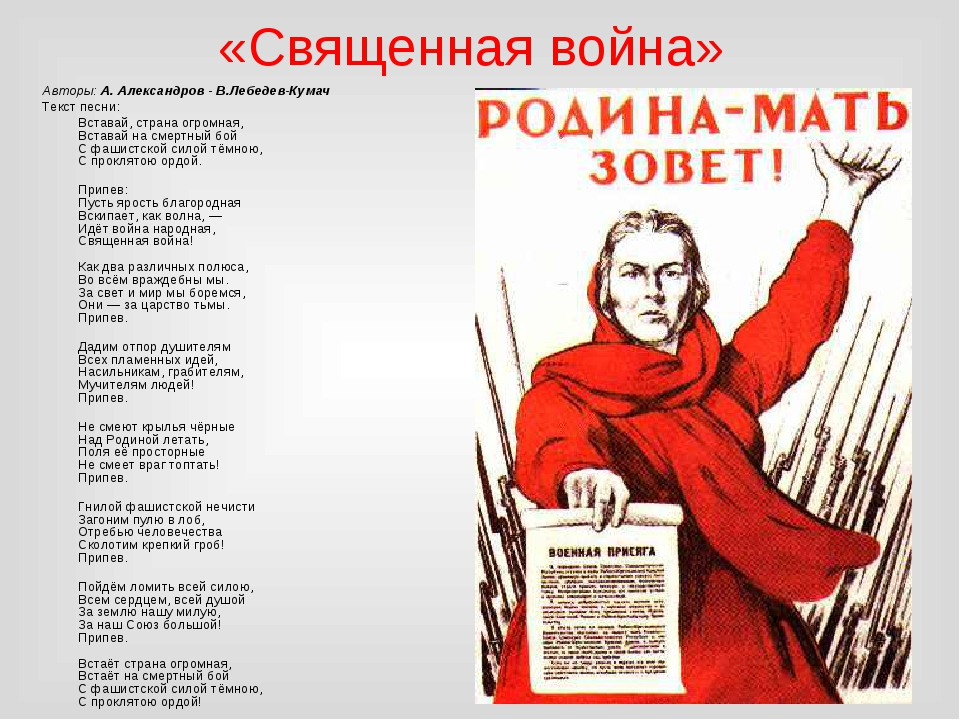 «Священная война»
Авторы: А. Александров - В.Лебедев-Кумач
Текст песни:
Вставай, страна огромная,
Вставай на смертный бой
С фашистской силой тёмною,
С проклятою ордой.
Припев:
Пусть ярость благородная
Вскипает, как волна, —
Идёт война народная,
Священная война!
Как два различных полюса,
Во всём враждебны мы.
За свет и мир мы боремся,
Они — за царство тьмы.
Припев.
Дадим отпор душителям
Всех пламенных идей,
Насильникам, грабителям,
Мучителям людей!
Припев.
Не смеют крылья чёрные
Над Родиной летать,
Поля её просторные
Не смеет враг топтать!
Припев.
Гнилой фашистской нечисти
Загоним пулю в лоб,
Отребью человечества
Сколотим крепкий гроб!
Припев.
Пойдём ломить всей силою,
Всем сердцем, всей душой
За землю нашу милую,
За наш Союз большой!
Припев.
Встаёт страна огромная,
Встаёт на смертный бой
С фашистской силой тёмною,
С проклятою ордой!
РОДИНА-МАТЬ
ЗОВЕТ!
ВОЕННАЯ ПРИСЯГА